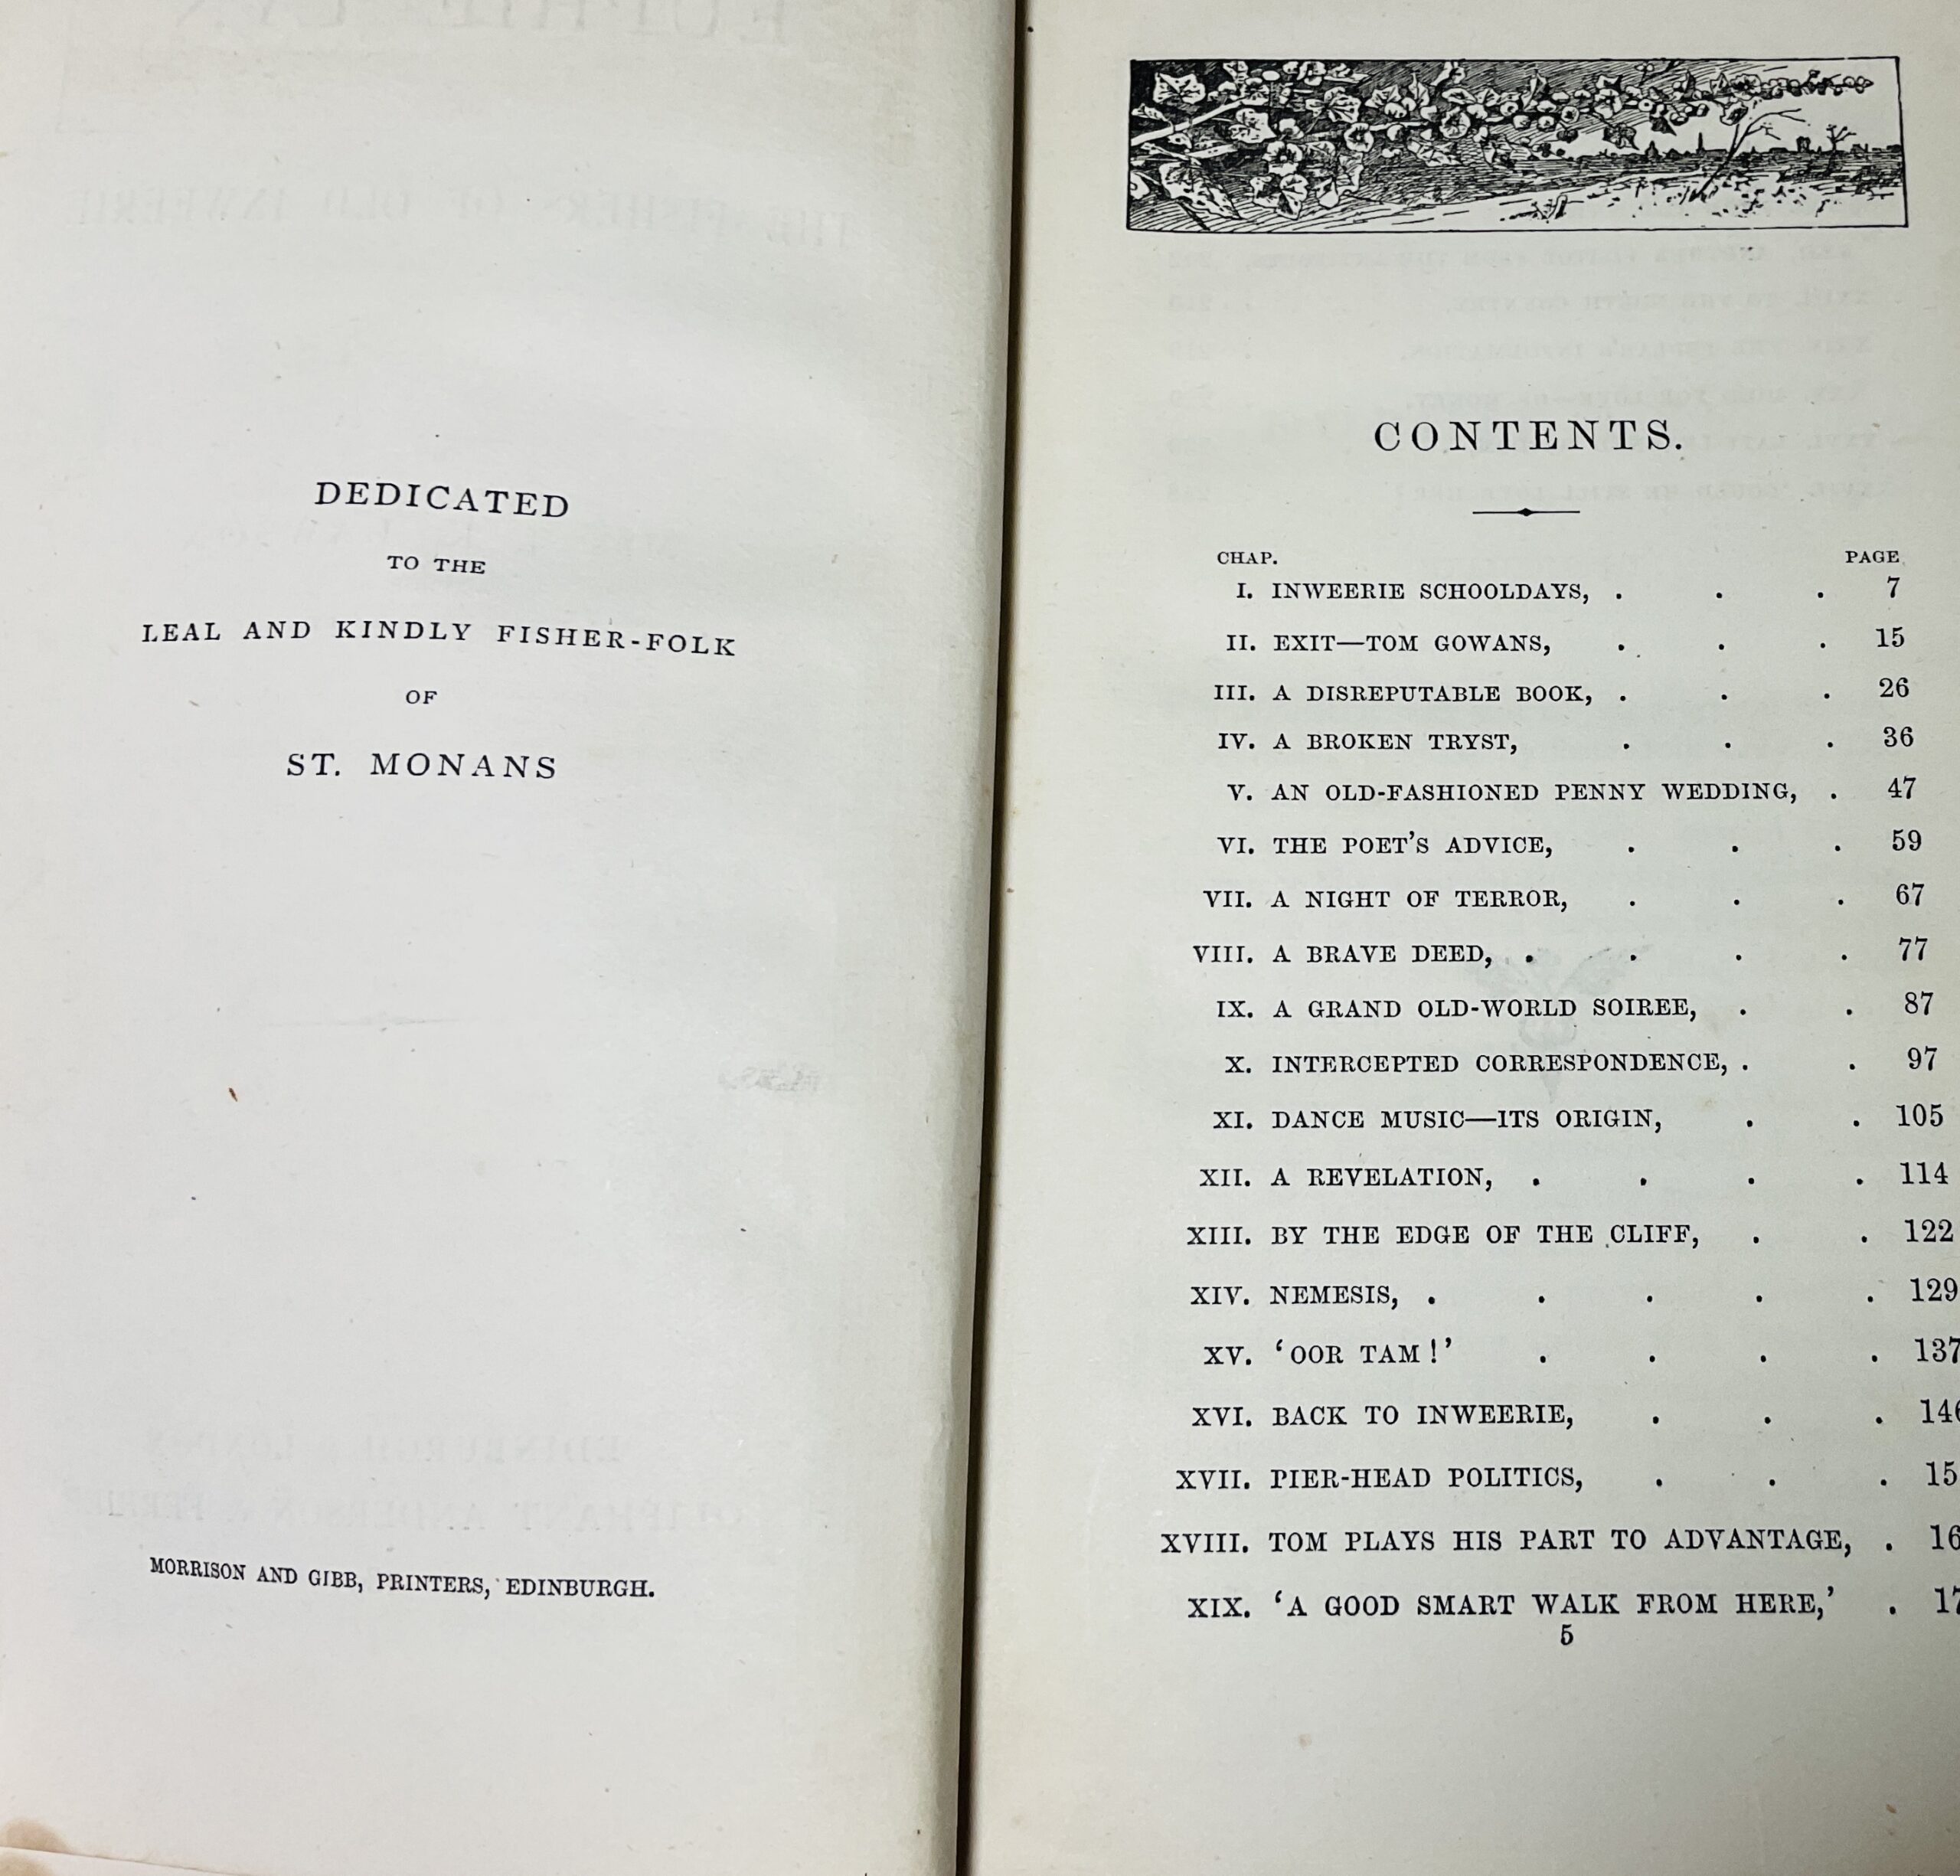 DEDICATED
TO THE
LEAL AND KINDLY FISHER-FOLK
OF
ST. MONANS
MORRISON AND GIBB, PRINTERS, EDINBURGH.
CONTENTS.
CHAP. PAGE
I. INWEERIE SCHOOLDAYS, . . . 7
II. EXIT—TOM GOWANS, . . . 15
III. A DISREPUTABLE BOOK, . . . 26
IV. A BROKEN TRYST, . . . 36
V. AN OLD-FASHIONED PENNY WEDDING, . 47
VI. THE POET'S ADVICE, . . . 59
VII. A NIGHT OF TERROR, . . . 67
VIII. A BRAVE DEED, . . . . 77
IX. A GRAND OLD-WORLD SOIREE, . . 87
X. INTERCEPTED CORRESPONDENCE, . . 97
XI. DANCE MUSIC—ITS ORIGIN, . . 105
XII. A REVELATION, . . . . 114
XIII. BY THE EDGE OF THE CLIFF, . . 122
XIV. NEMESIS, . . . . . 129
XV. 'OOR TAM!' . . . . 137
XVI. BACK TO INWEERIE, . . . 146
XVII. PIER-HEAD POLITICS, . . . 15
XVIII. TOM PLAYS HIS PART TO ADVANTAGE, . 16
XIX. 'A GOOD SMART WALK FROM HERE,' . 17
5